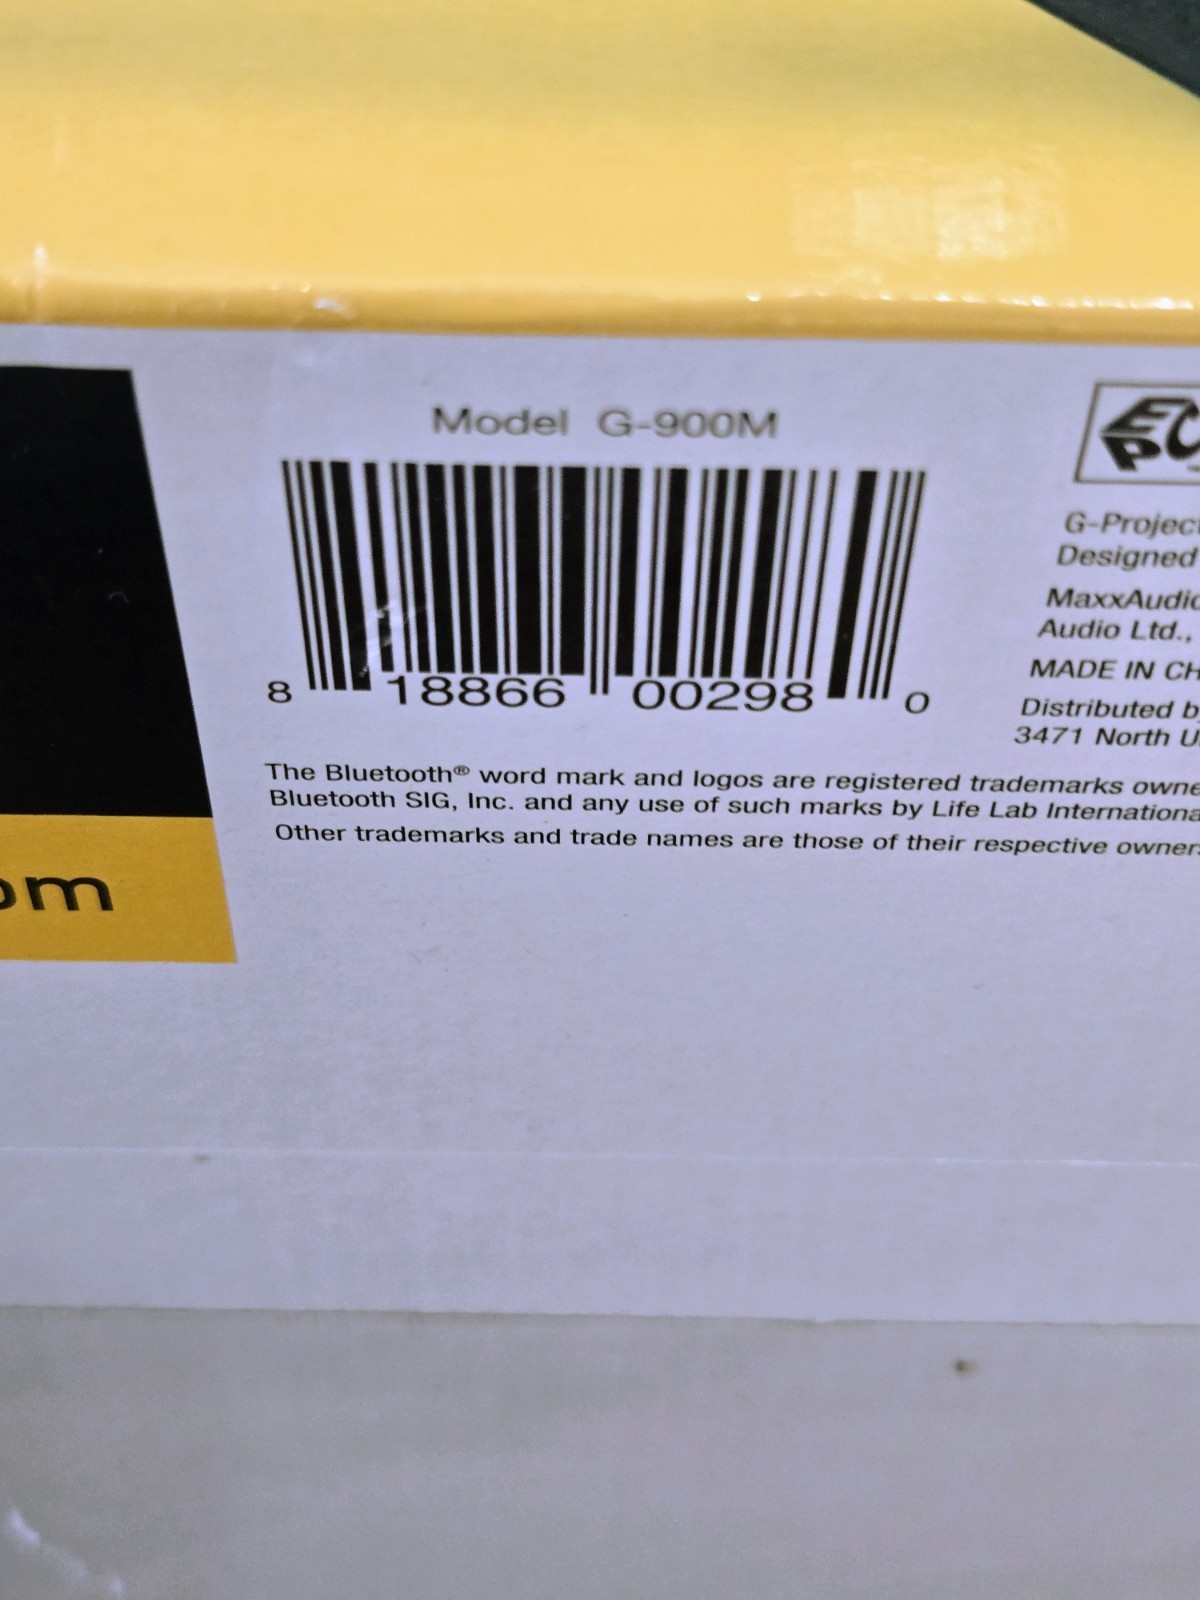 Model G-900M
8 18866 00298 0
The Bluetooth® word mark and logos are registered trademarks owne
Bluetooth SIG, Inc. and any use of such marks by Life Lab Internationa
Other trademarks and trade names are those of their respective owner
om
EPC
G-Project
Designed
MaxxAudio
Audio Ltd.,
MADE IN CH
Distributed b
3471 North U